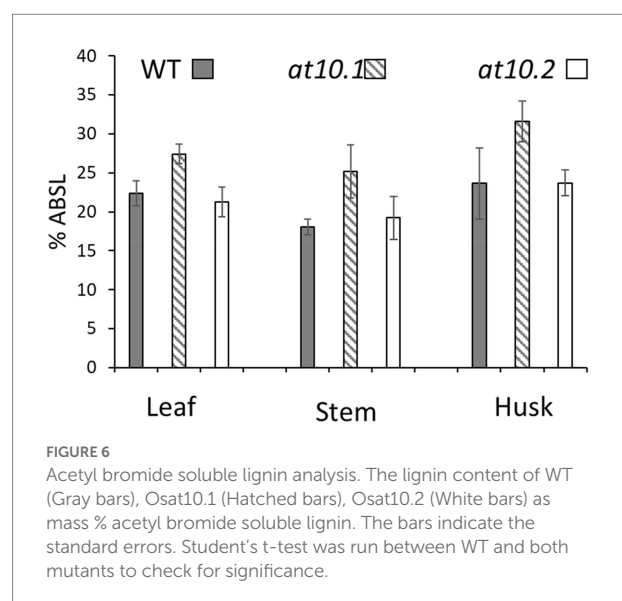 40
35
30
25
20
15
10
5
0
% ABSL
WT
at10.1
at10.2
Leaf
Stem
Husk
FIGURE 6
Acetyl bromide soluble lignin analysis. The lignin content of WT
(Gray bars), Osat10.1 (Hatched bars), Osat10.2 (White bars) as
mass % acetyl bromide soluble lignin. The bars indicate the
standard errors. Student’s t-test was run between WT and both
mutants to check for significance.